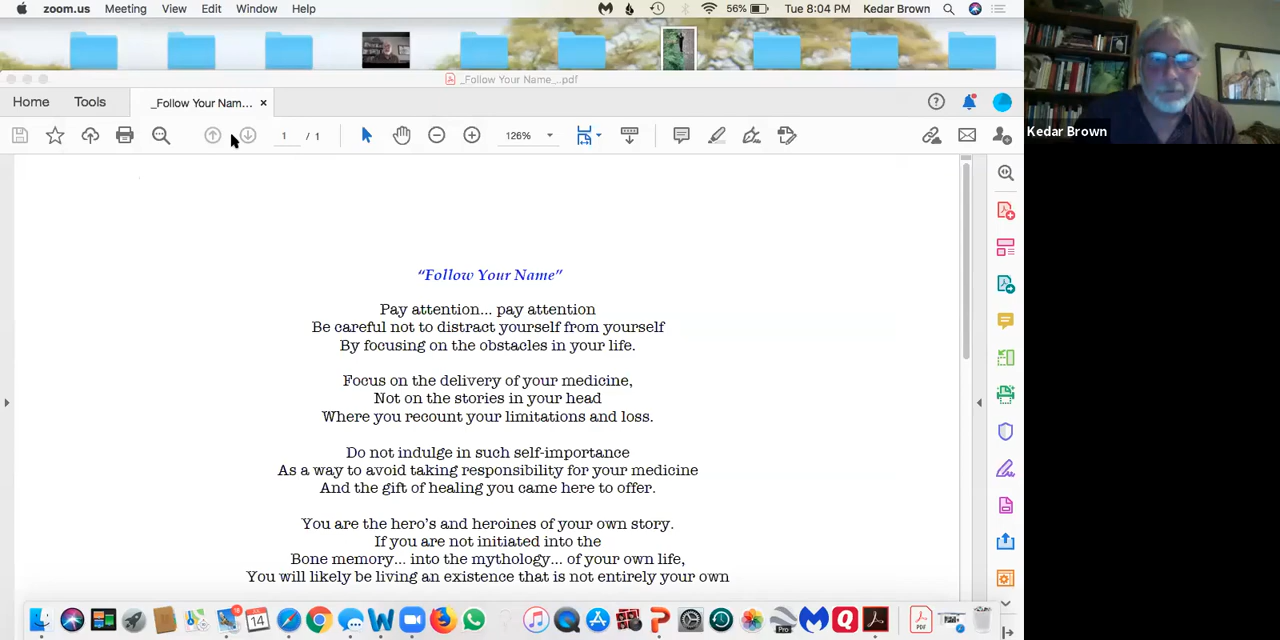 zoom.us Meeting View Edit Window Help 56% Tue 8:04 PM Kedar Brown
_Follow Your Name_.pdf
Home Tools _Follow Your Nam... ×
1 / 1 126%
Kedar Brown
“Follow Your Name”
Pay attention... pay attention
Be careful not to distract yourself from yourself
By focusing on the obstacles in your life.
Focus on the delivery of your medicine,
Not on the stories in your head
Where you recount your limitations and loss.
Do not indulge in such self-importance
As a way to avoid taking responsibility for your medicine
And the gift of healing you came here to offer.
You are the hero’s and heroines of your own story.
If you are not initiated into the
Bone memory... into the mythology... of your own life,
You will likely be living an existence that is not entirely your own
14
Pro
PDF